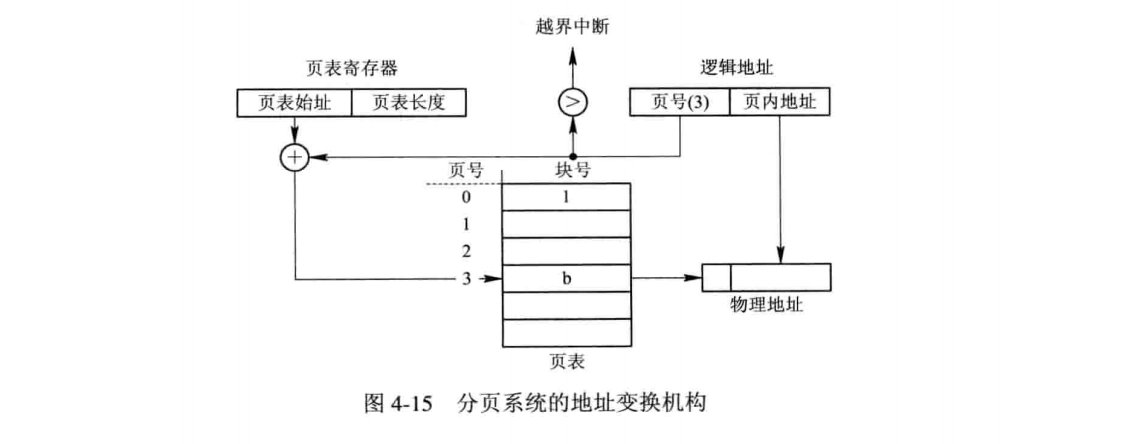 越界中断
页表寄存器
逻辑地址
页表始址 页表长度
>
页号(3) 页内地址
+
页号 块号
0 1
1
2
3 b
物理地址
页表
图 4-15 分页系统的地址变换机构